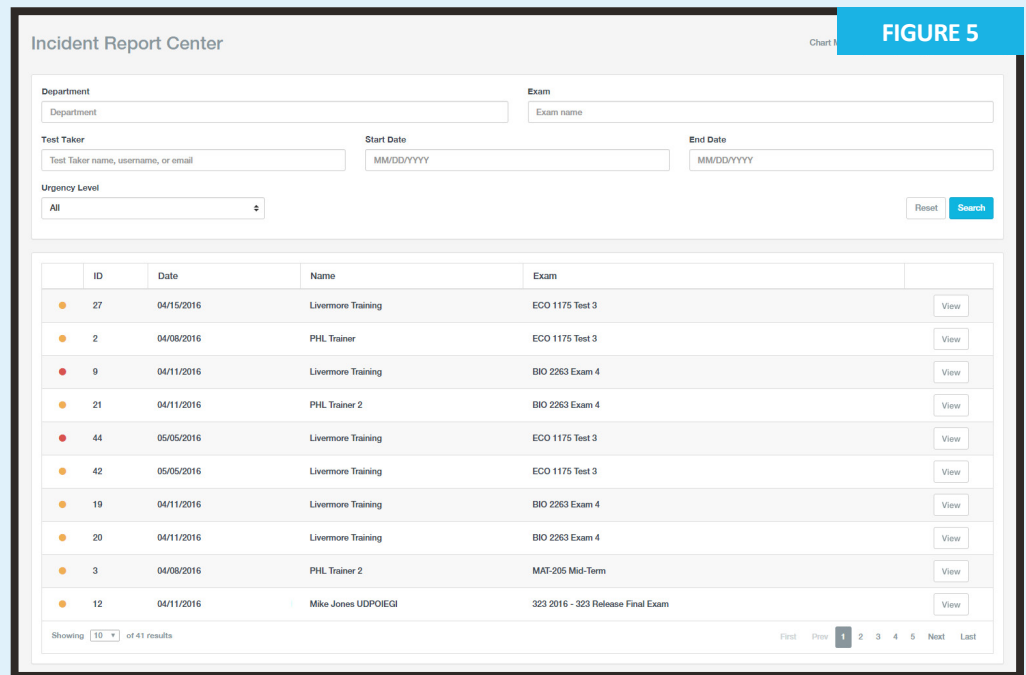 FIGURE 5
Incident Report Center
Chart
Department Exam
Department Exam name
Test Taker Start Date End Date
Test Taker name, username, or email MM/DD/YYYY MM/DD/YYYY
Urgency Level
All Reset Search
ID Date Name Exam
27 04/15/2016 Livermore Training ECO 1175 Test 3 View
2 04/08/2016 PHL Trainer ECO 1175 Test 3 View
9 04/11/2016 Livermore Training BIO 2263 Exam 4 View
21 04/11/2016 PHL Trainer 2 BIO 2263 Exam 4 View
44 05/05/2016 Livermore Training ECO 1175 Test 3 View
42 05/05/2016 Livermore Training ECO 1175 Test 3 View
19 04/11/2016 Livermore Training BIO 2263 Exam 4 View
20 04/11/2016 Livermore Training BIO 2263 Exam 4 View
3 04/08/2016 PHL Trainer 2 MAT-205 Mid-Term View
12 04/11/2016 Mike Jones UDPOIEGI 323 2016 - 323 Release Final Exam View
Showing 10 of 41 results First Prev 1 2 3 4 5 Next Last